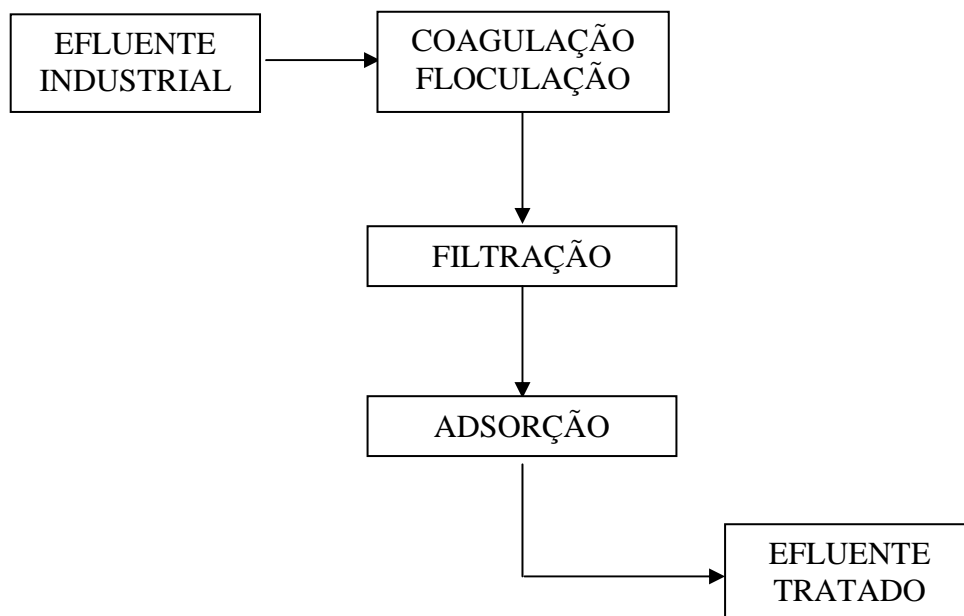 EFLUENTE
INDUSTRIAL
COAGULAÇÃO
FLOCULAÇÃO
FILTRAÇÃO
ADSORÇÃO
EFLUENTE
TRATADO